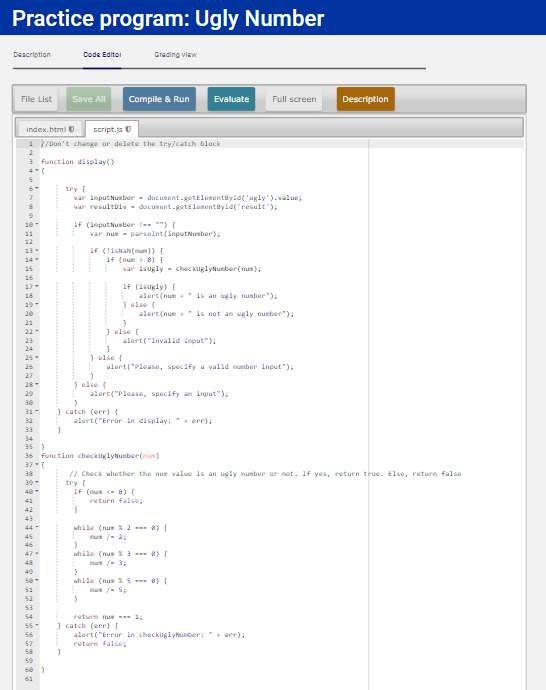 Practice program: Ugly Number
Description Code Editor Grading view
File List Save All Compile & Run Evaluate Full screen Description
index.html script.js
1 //Don't change or delete the try/catch block
2
3 function display()
4 {
5
6 try {
7 var inputNumber = document.getElementById('ugly').value;
8 var resultDiv = document.getElementById('result');
9
10 if (inputNumber !== "") {
11 var num = parseInt(inputNumber);
12
13 if (!isNaN(num)) {
14 if (num > 0) {
15 var isUgly = checkUglyNumber(num);
16
17 if (isUgly) {
18 alert(num + " is an ugly number");
19 } else {
20 alert(num + " is not an ugly number");
21 }
22 } else {
23 alert("Invalid input");
24 }
25 } else {
26 alert("Please, specify a valid number input");
27 }
28 } else {
29 alert("Please, specify an input");
30 }
31 } catch (err) {
32 alert("Error in display: " + err);
33 }
34
35 }
36 function checkUglyNumber(num)
37 {
38 // Check whether the num value is an ugly number or not. If yes, return true. Else, return false
39 try {
40 if (num <= 0) {
41 return false;
42 }
43
44 while (num % 2 === 0) {
45 num /= 2;
46 }
47 while (num % 3 === 0) {
48 num /= 3;
49 }
50 while (num % 5 === 0) {
51 num /= 5;
52 }
53
54 return num === 1;
55 } catch (err) {
56 alert("Error in checkUglyNumber: " + err);
57 return false;
58 }
59
60 }
61